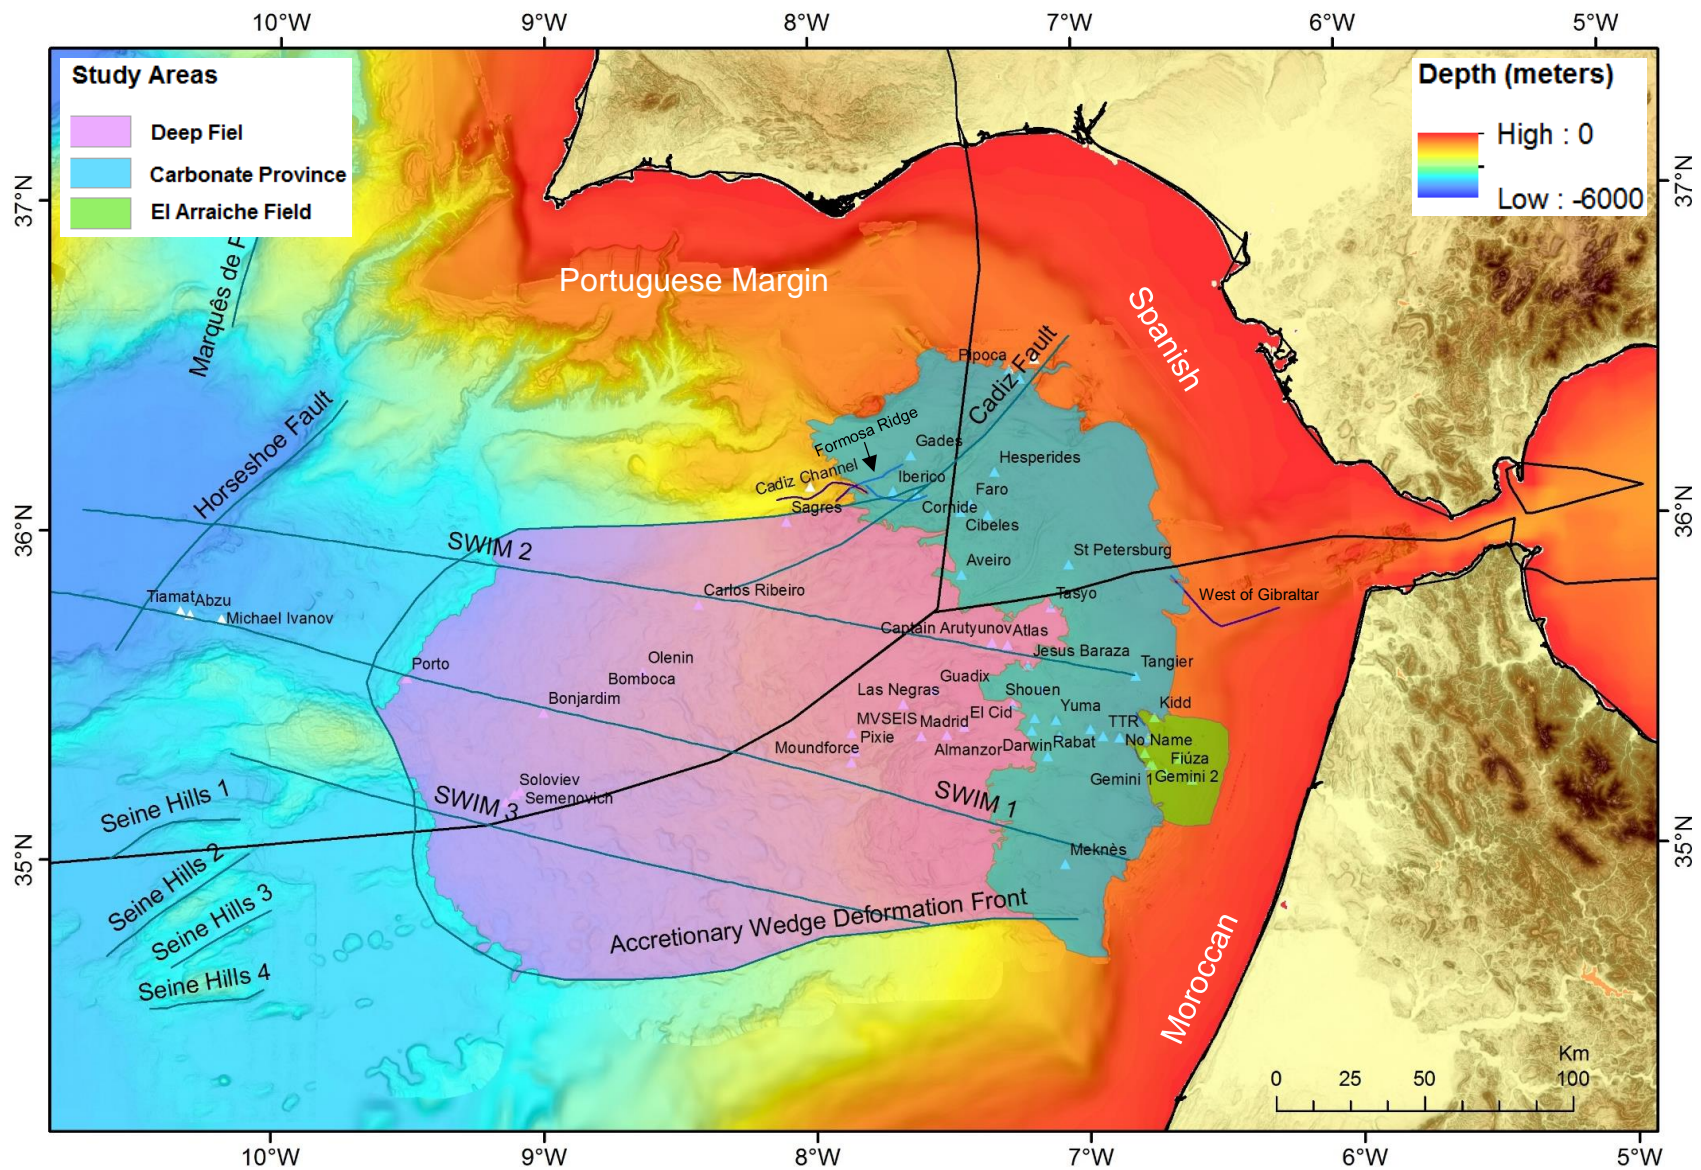 10°W 9°W 8°W 7°W 6°W 5°W
Study Areas
Deep Fiel
Carbonate Province
El Arraiche Field
Depth (meters)
High : 0
Low : -6000
37°N
37°N
36°N
36°N
35°N
35°N
Portuguese Margin
Spanish
Moroccan
Marquês de P
Horseshoe Fault
Cadiz Fault
Pipoca
Formosa Ridge
Gades
Hesperides
Cadiz Channel
Iberico
Faro
Sagres
Cornide
Cibeles
SWIM 2
Aveiro
St Petersburg
Carlos Ribeiro
Tasyo
West of Gibraltar
Tiamat
Abzu
Michael Ivanov
Captain Arutyunov
Atlas
Jesus Baraza
Porto
Olenin
Bomboca
Bonjardim
Tangier
Guadix
Las Negras
Shouen
Yuma
Kidd
El Cid
MVSEIS
Madrid
TTR
Pixie
Moundforce
Almanzor
Darwin
Rabat
No Name
Fiúza
Gemini 1
Gemini 2
Soloviev
Semenovich
SWIM 3
SWIM 1
Meknès
Seine Hills 1
Seine Hills 2
Seine Hills 3
Seine Hills 4
Accretionary Wedge Deformation Front
Km
0 25 50 100
10°W 9°W 8°W 7°W 6°W 5°W